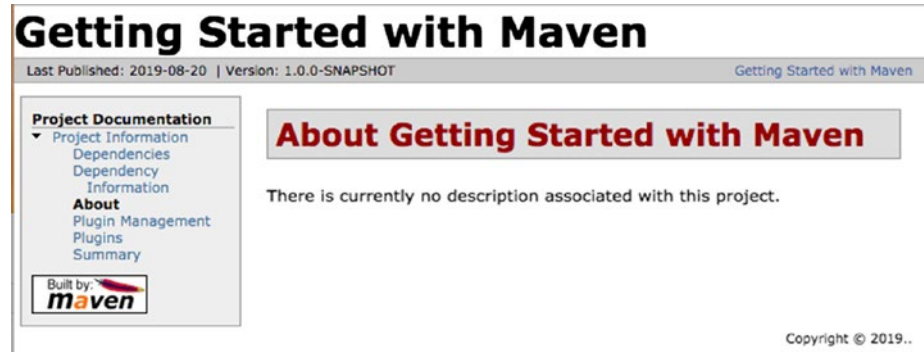 Getting Started with Maven
Last Published: 2019-08-20 | Version: 1.0.0-SNAPSHOT
Getting Started with Maven
Project Documentation
Project Information
Dependencies
Dependency
Information
About
Plugin Management
Plugins
Summary
Built by:
maven
About Getting Started with Maven
There is currently no description associated with this project.
Copyright © 2019..